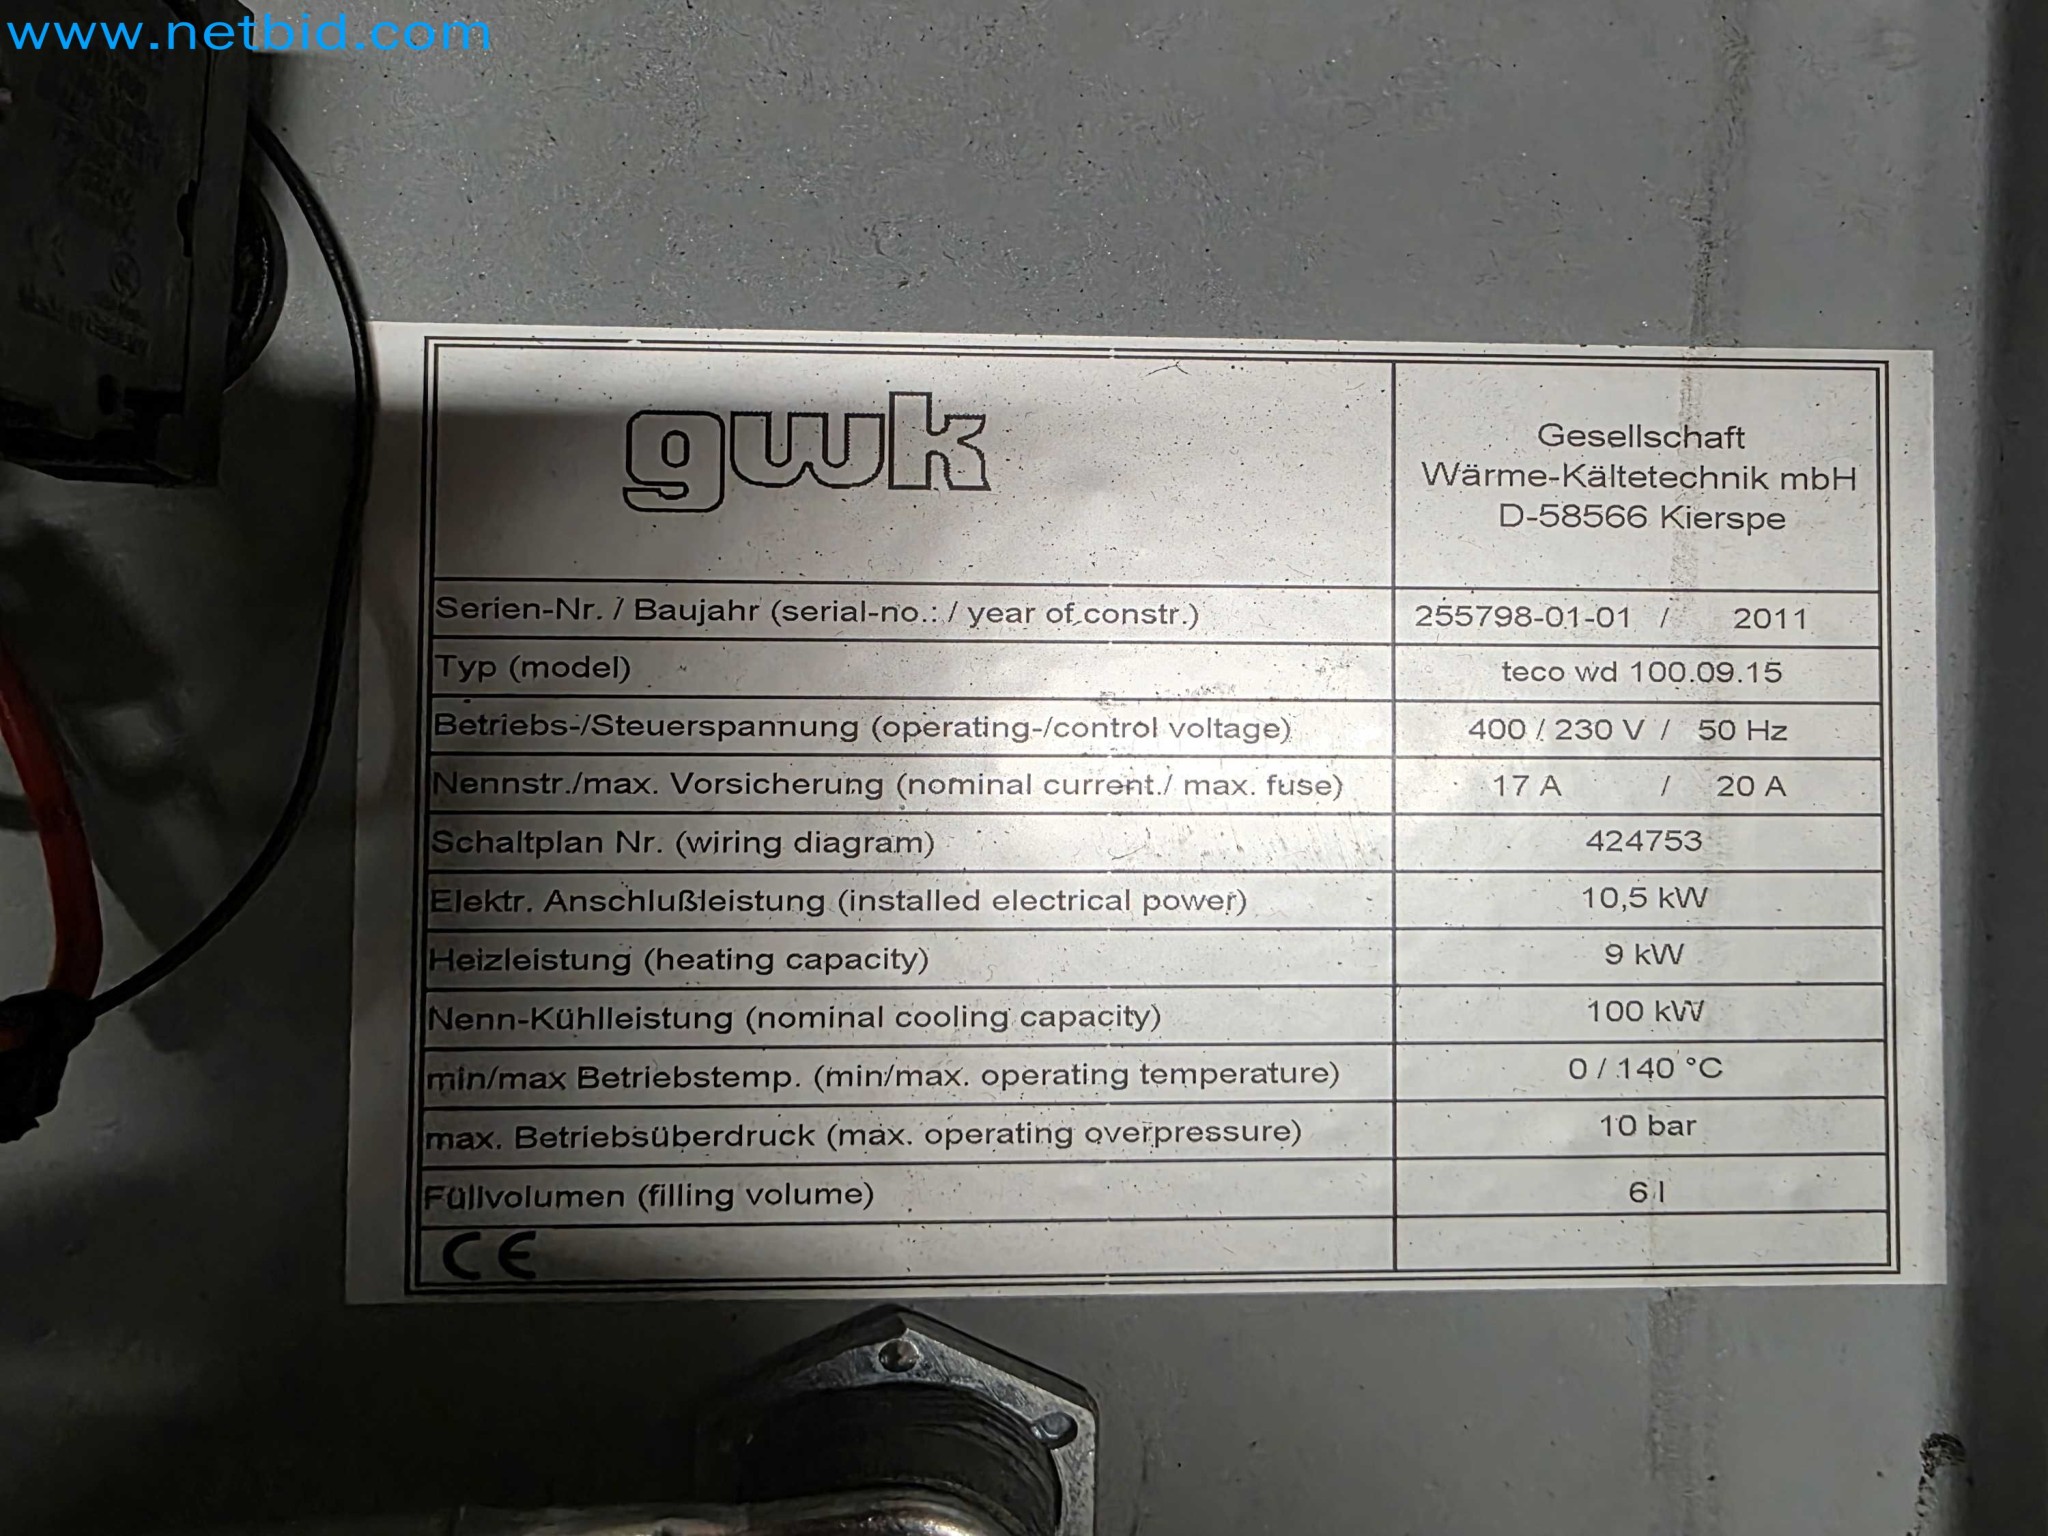 www.netbid.com
gwk
Gesellschaft
Wärme-Kältetechnik mbH
D-58566 Kierspe
Serien-Nr. / Baujahr (serial-no.: / year of constr.) 255798-01-01 / 2011
Typ (model) teco wd 100.09.15
Betriebs-/Steuerspannung (operating-/control voltage) 400 / 230 V / 50 Hz
Nennstr./max. Vorsicherung (nominal current./ max. fuse) 17 A / 20 A
Schaltplan Nr. (wiring diagram) 424753
Elektr. Anschlußleistung (installed electrical power) 10,5 kW
Heizleistung (heating capacity) 9 kW
Nenn-Kühlleistung (nominal cooling capacity) 100 kW
min/max Betriebstemp. (min/max. operating temperature) 0 / 140 °C
max. Betriebsüberdruck (max. operating overpressure) 10 bar
Füllvolumen (filling volume) 6 l
CE